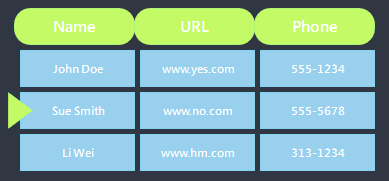 Name URL Phone
John Doe www.yes.com 555-1234
Sue Smith www.no.com 555-5678
Li Wei www.hm.com 313-1234